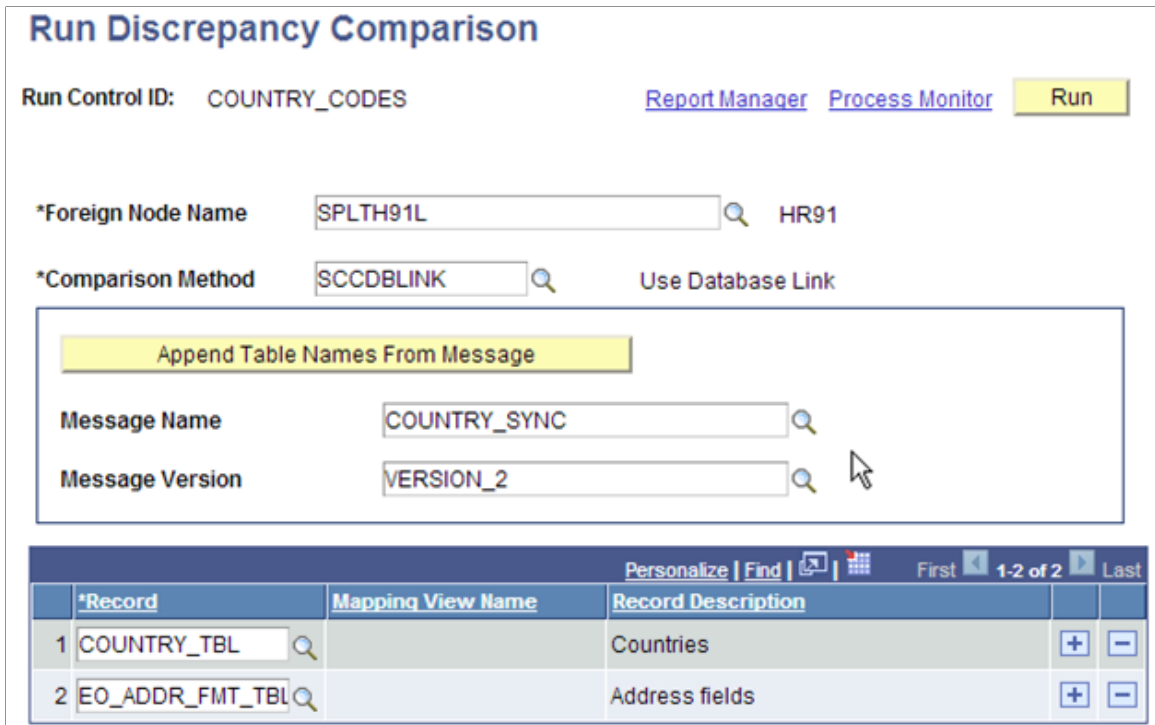 Run Discrepancy Comparison
Run Control ID: COUNTRY_CODES Report Manager Process Monitor Run
*Foreign Node Name SPLTH91L HR91
*Comparison Method SCCDBLINK Use Database Link
Append Table Names From Message
Message Name COUNTRY_SYNC
Message Version VERSION_2
Personalize | Find | | First 1-2 of 2 Last
*Record Mapping View Name Record Description
1 COUNTRY_TBL Countries + −
2 EO_ADDR_FMT_TBL Address fields + −